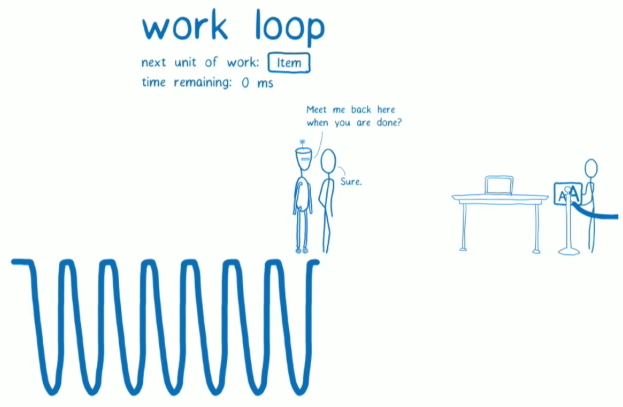 work loop
next unit of work: Item
time remaining: 0 ms
Meet me back here
when you are done?
Sure.
A A